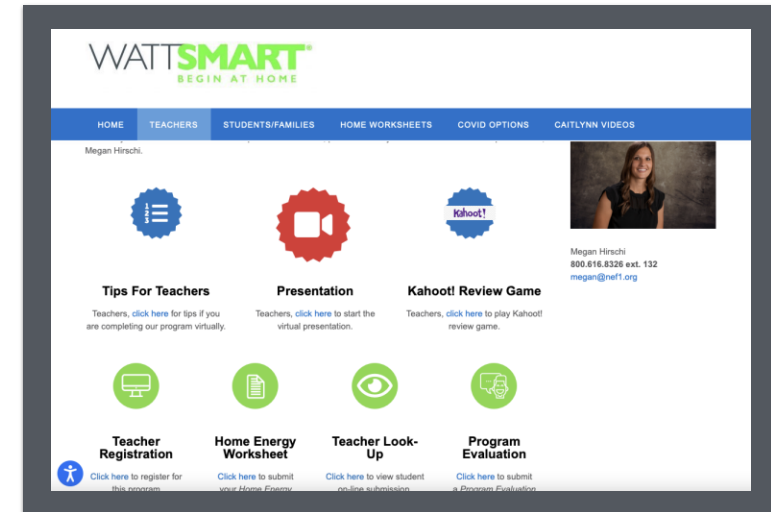 WATTSMART®
BEGIN AT HOME
HOME TEACHERS STUDENTS/FAMILIES HOME WORKSHEETS COVID OPTIONS CAITLYNN VIDEOS
Megan Hirschi.
1
2
3
Kahoot!
Megan Hirschi
800.616.8326 ext. 132
megan@nef1.org
Tips For Teachers
Teachers, click here for tips if you
are completing our program virtually.
Presentation
Teachers, click here to start the
virtual presentation.
Kahoot! Review Game
Teachers, click here to play Kahoot!
review game.
Teacher
Registration
Click here to register for
this program
Home Energy
Worksheet
Click here to submit
your Home Energy
Teacher Look-
Up
Click here to view student
on-line submission
Program
Evaluation
Click here to submit
a Program Evaluation